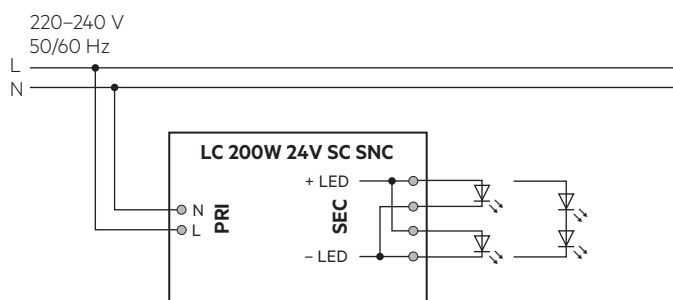 220–240 V
50/60 Hz
L
N
LC 200W 24V SC SNC
+ LED
N
L
PRI
SEC
– LED